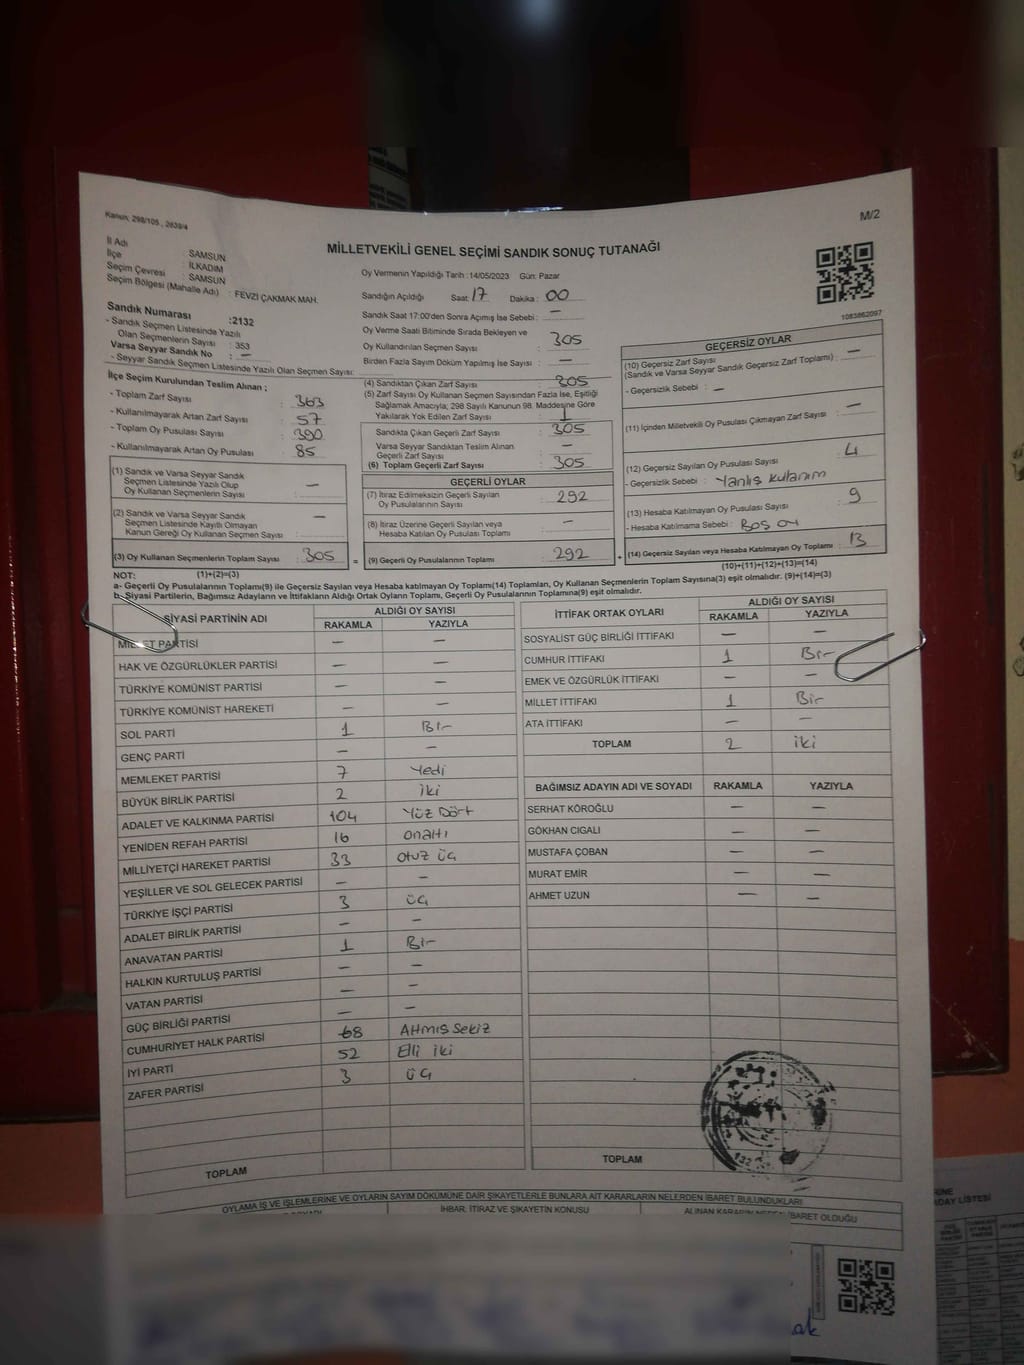 Kanun, 298/105 , 2839/4
M/2
MİLLETVEKİLİ GENEL SEÇİMİ SANDIK SONUÇ TUTANAĞI
İl Adı : SAMSUN
İlçe : İLKADIM
Seçim Çevresi : SAMSUN
Seçim Bölgesi (Mahalle Adı) : FEVZİ ÇAKMAK MAH.
Oy Vermenin Yapıldığı Tarih : 14/05/2023 Gün: Pazar
Sandığın Açıldığı Saat : 17 Dakika : 00
Sandık Saat 17:00'den Sonra Açımış İse Sebebi : —
Oy Verme Saati Bitiminde Sırada Bekleyen ve
Oy Kullandırılan Seçmen Sayısı : 305
Birden Fazla Sayım Döküm Yapılmış İse Sayısı : —
1083862097
Sandık Numarası :2132
- Sandık Seçmen Listesinde Yazılı
Olan Seçmenlerin Sayısı : 353
Varsa Seyyar Sandık No : —
- Seyyar Sandık Seçmen Listesinde Yazılı Olan Seçmen Sayısı:
İlçe Seçim Kurulundan Teslim Alınan ;
- Toplam Zarf Sayısı : 363
- Kullanılmayarak Artan Zarf Sayısı : 57
- Toplam Oy Pusulası Sayısı : 390
- Kullanılmayarak Artan Oy Pusulası : 85
(4) Sandıktan Çıkan Zarf Sayısı : 305
(5) Zarf Sayısı Oy Kullanan Seçmen Sayısından Fazla İse, Eşitliği
Sağlamak Amacıyla; 298 Sayılı Kanunun 98. Maddesine Göre
Yakılarak Yok Edilen Zarf Sayısı : 1
Sandıkta Çıkan Geçerli Zarf Sayısı : 305
Varsa Seyyar Sandıktan Teslim Alınan
Geçerli Zarf Sayısı : —
(6) Toplam Geçerli Zarf Sayısı : 305
GEÇERSİZ OYLAR
(10) Geçersiz Zarf Sayısı
(Sandık ve Varsa Seyyar Sandık Geçersiz Zarf Toplamı) : —
- Geçersizlik Sebebi : —
(11) İçinden Milletvekili Oy Pusulası Çıkmayan Zarf Sayısı : —
(12) Geçersiz Sayılan Oy Pusulası Sayısı : 4
- Geçersizlik Sebebi : Yanlış kullanım
(13) Hesaba Katılmayan Oy Pusulası Sayısı : 9
- Hesaba Katılmama Sebebi : Boş oy
(14) Geçersiz Sayılan veya Hesaba Katılmayan Oy Toplamı : 13
(10)+(11)+(12)+(13)=(14)
(1) Sandık ve Varsa Seyyar Sandık
Seçmen Listesinde Yazılı Olup
Oy Kullanan Seçmenlerin Sayısı : —
(2) Sandık ve Varsa Seyyar Sandık
Seçmen Listesinde Kayıtlı Olmayan
Kanun Gereği Oy Kullanan Seçmen Sayısı : —
(3) Oy Kullanan Seçmenlerin Toplam Sayısı : 305
(1)+(2)=(3)
GEÇERLİ OYLAR
(7) İtiraz Edilmeksizin Geçerli Sayılan
Oy Pusulalarının Sayısı : 292
(8) İtiraz Üzerine Geçerli Sayılan veya
Hesaba Katılan Oy Pusulası Toplamı : —
= (9) Geçerli Oy Pusulalarının Toplamı : 292 +
NOT:
a- Geçerli Oy Pusulalarının Toplamı(9) ile Geçersiz Sayılan veya Hesaba katılmayan Oy Toplamı(14) Toplamları, Oy Kullanan Seçmenlerin Toplam Sayısına(3) eşit olmalıdır. (9)+(14)=(3)
b- Siyasi Partilerin, Bağımsız Adayların ve İttifakların Aldığı Ortak Oyların Toplamı, Geçerli Oy Pusulalarının Toplamına(9) eşit olmalıdır.
SİYASİ PARTİNİN ADI ALDIĞI OY SAYISI
RAKAMLA YAZIYLA
MİLLET PARTİSİ — —
HAK VE ÖZGÜRLÜKLER PARTİSİ — —
TÜRKİYE KOMÜNİST PARTİSİ — —
TÜRKİYE KOMÜNİST HAREKETİ — —
SOL PARTİ 1 Bir
GENÇ PARTİ — —
MEMLEKET PARTİSİ 7 Yedi
BÜYÜK BİRLİK PARTİSİ 2 İki
ADALET VE KALKINMA PARTİSİ 104 Yüz Dört
YENİDEN REFAH PARTİSİ 16 onaltı
MİLLİYETÇİ HAREKET PARTİSİ 33 otuz üç
YEŞİLLER VE SOL GELECEK PARTİSİ — —
TÜRKİYE İŞÇİ PARTİSİ 3 üç
ADALET BİRLİK PARTİSİ — —
ANAVATAN PARTİSİ 1 Bir
HALKIN KURTULUŞ PARTİSİ — —
VATAN PARTİSİ — —
GÜÇ BİRLİĞİ PARTİSİ — —
CUMHURİYET HALK PARTİSİ 68 Altmış Sekiz
İYİ PARTİ 52 Elli iki
ZAFER PARTİSİ 3 üç
TOPLAM
İTTİFAK ORTAK OYLARI ALDIĞI OY SAYISI
RAKAMLA YAZIYLA
SOSYALİST GÜÇ BİRLİĞİ İTTİFAKI — —
CUMHUR İTTİFAKI 1 Bir
EMEK VE ÖZGÜRLÜK İTTİFAKI — —
MİLLET İTTİFAKI 1 Bir
ATA İTTİFAKI — —
TOPLAM 2 iki
BAĞIMSIZ ADAYIN ADI VE SOYADI RAKAMLA YAZIYLA
SERHAT KÖROĞLU — —
GÖKHAN CIGALI — —
MUSTAFA ÇOBAN — —
MURAT EMİR — —
AHMET UZUN — —
TOPLAM
OYLAMA İŞ VE İŞLEMLERİNE VE OYLARIN SAYIM DÖKÜMÜNE DAİR ŞİKAYETLERLE BUNLARA AİT KARARLARIN NELERDEN İBARET BULUNDUKLARI
İHBAR, İTİRAZ VE ŞİKAYETİN KONUSU
ALINAN KARARIN NEDEN İBARET OLDUĞU
ADAY LİSTESİ